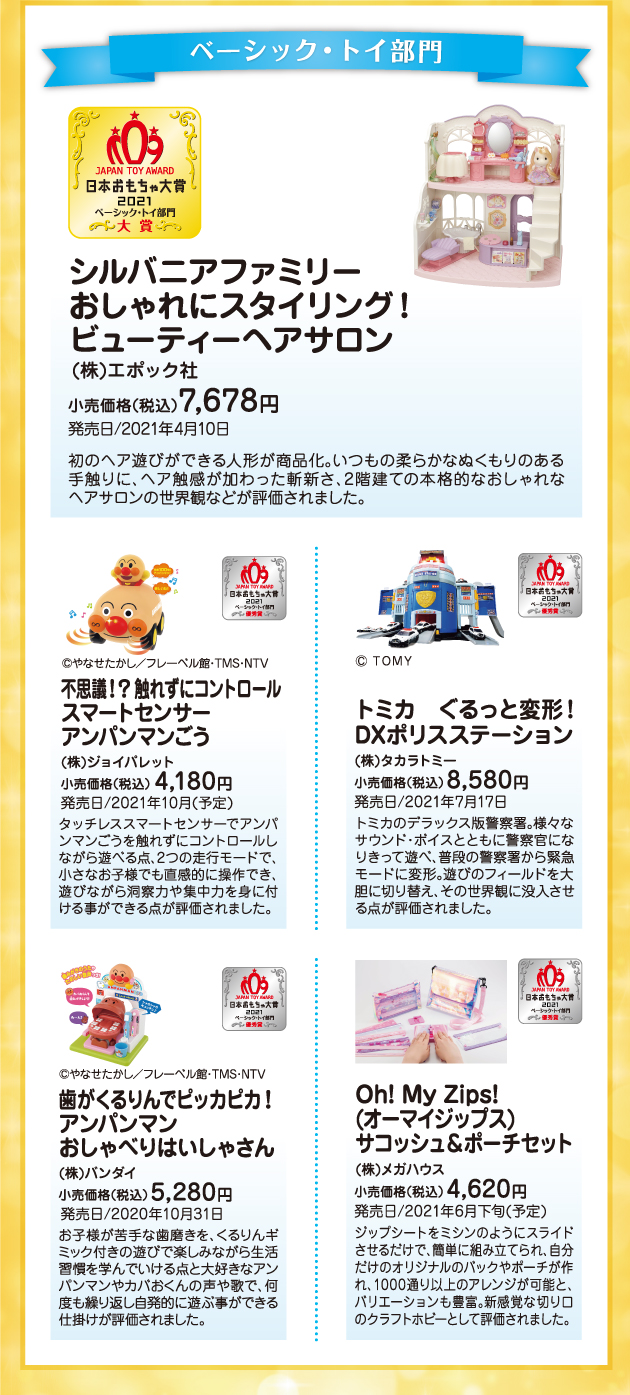 ベーシック・トイ部門
JAPAN TOY AWARD
日本おもちゃ大賞
2021
ベーシック・トイ部門
大賞
シルバニアファミリー
おしゃれにスタイリング!
ビューティーヘアサロン
(株)エポック社
小売価格(税込)7,678円
発売日/2021年4月10日
初のヘア遊びができる人形が商品化。いつもの柔らかなぬくもりのある
手触りに、ヘア触感が加わった斬新さ、2階建ての本格的なおしゃれな
ヘアサロンの世界観などが評価されました。
JAPAN TOY AWARD
日本おもちゃ大賞
2021
ベーシック・トイ部門
優秀賞
©やなせたかし/フレーベル館・TMS・NTV
不思議!?触れずにコントロール
スマートセンサー
アンパンマンごう
(株)ジョイパレット
小売価格(税込)4,180円
発売日/2021年10月(予定)
タッチレススマートセンサーでアンパ
ンマンごうを触れずにコントロールし
ながら遊べる点、2つの走行モードで、
小さなお子様でも直感的に操作でき、
遊びながら洞察力や集中力を身に付
ける事ができる点が評価されました。
JAPAN TOY AWARD
日本おもちゃ大賞
2021
ベーシック・トイ部門
優秀賞
© TOMY
トミカ ぐるっと変形!
DXポリスステーション
(株)タカラトミー
小売価格(税込)8,580円
発売日/2021年7月17日
トミカのデラックス版警察署。様々な
サウンド・ボイスとともに警察官にな
りきって遊べ、普段の警察署から緊急
モードに変形。遊びのフィールドを大
胆に切り替え、その世界観に没入させ
る点が評価されました。
JAPAN TOY AWARD
日本おもちゃ大賞
2021
ベーシック・トイ部門
優秀賞
©やなせたかし/フレーベル館・TMS・NTV
歯がくるりんでピッカピカ!
アンパンマン
おしゃべりはいしゃさん
(株)バンダイ
小売価格(税込)5,280円
発売日/2020年10月31日
お子様が苦手な歯磨きを、くるりんギ
ミック付きの遊びで楽しみながら生活
習慣を学んでいける点と大好きなアン
パンマンやカバおくんの声や歌で、何
度も繰り返し自発的に遊ぶ事ができる
仕掛けが評価されました。
JAPAN TOY AWARD
日本おもちゃ大賞
2021
ベーシック・トイ部門
優秀賞
Oh! My Zips!
(オーマイジップス)
サコッシュ&ポーチセット
(株)メガハウス
小売価格(税込)4,620円
発売日/2021年6月下旬(予定)
ジップシートをミシンのようにスライド
させるだけで、簡単に組み立てられ、自分
だけのオリジナルのバックやポーチが作
れ、1000通り以上のアレンジが可能と、
バリエーションも豊富。新感覚な切り口
のクラフトホビーとして評価されました。